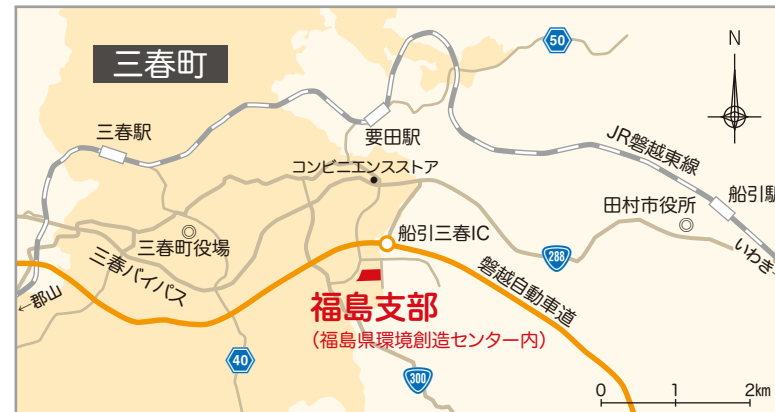 三春町
50
N
三春駅
要田駅
JR磐越東線
コンビニエンスストア
船引駅
田村市役所
三春町役場
船引三春IC
いわき
三春バイパス
288
←郡山
磐越自動車道
福島支部
(福島県環境創造センター内)
40
300
0 1 2km